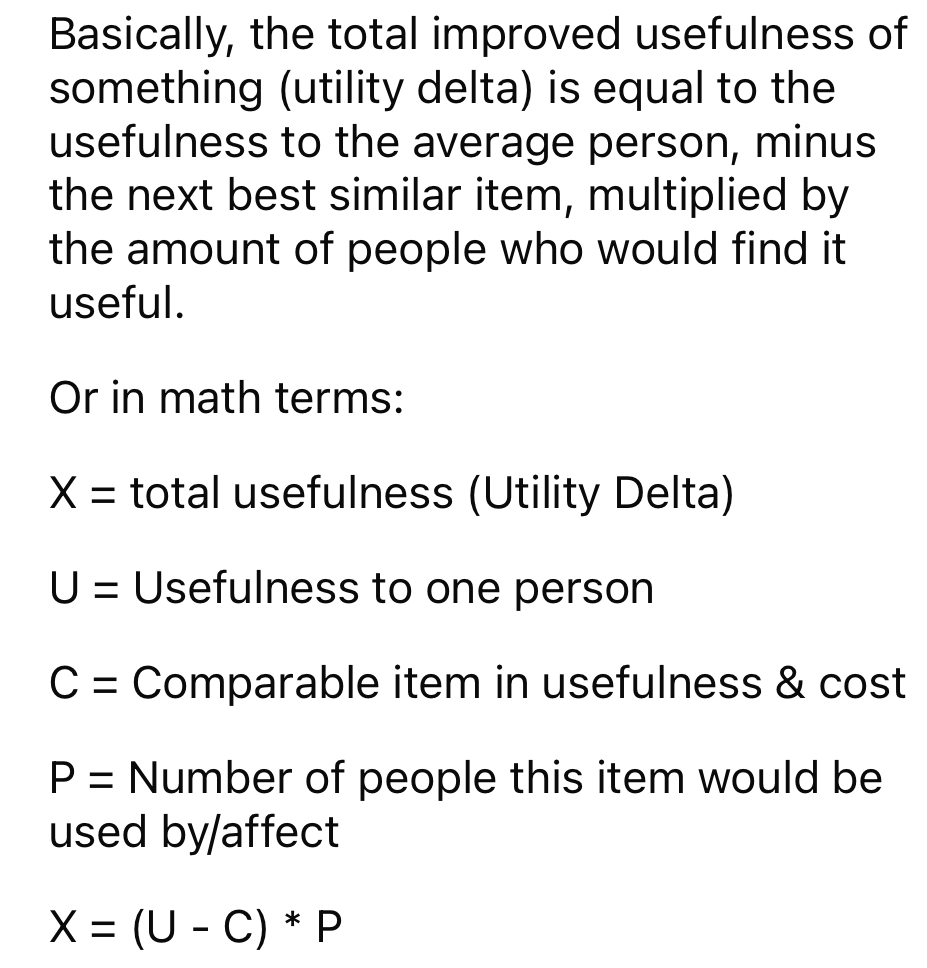 Basically, the total improved usefulness of
something (utility delta) is equal to the
usefulness to the average person, minus
the next best similar item, multiplied by
the amount of people who would find it
useful.
Or in math terms:
X = total usefulness (Utility Delta)
U = Usefulness to one person
C = Comparable item in usefulness & cost
P = Number of people this item would be
used by/affect
X = (U - C) * P